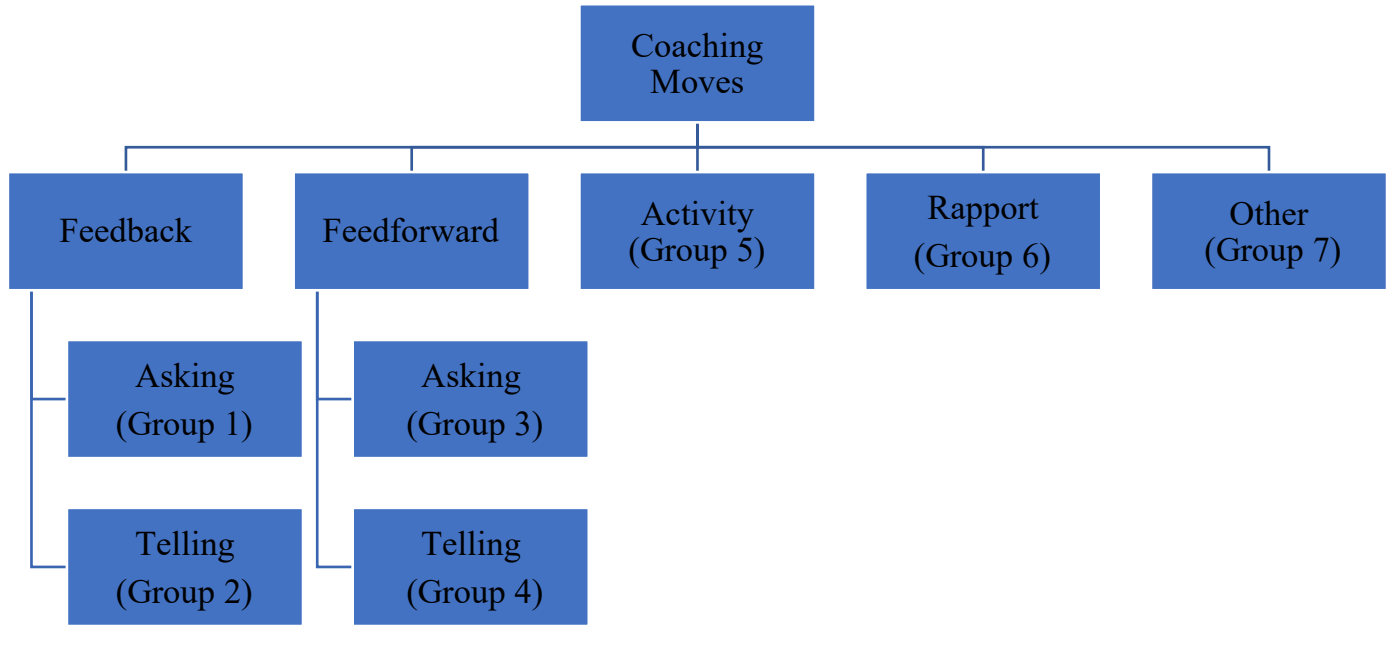 Coaching
Moves
Feedback
Feedforward
Activity
(Group 5)
Rapport
(Group 6)
Other
(Group 7)
Asking
(Group 1)
Asking
(Group 3)
Telling
(Group 2)
Telling
(Group 4)